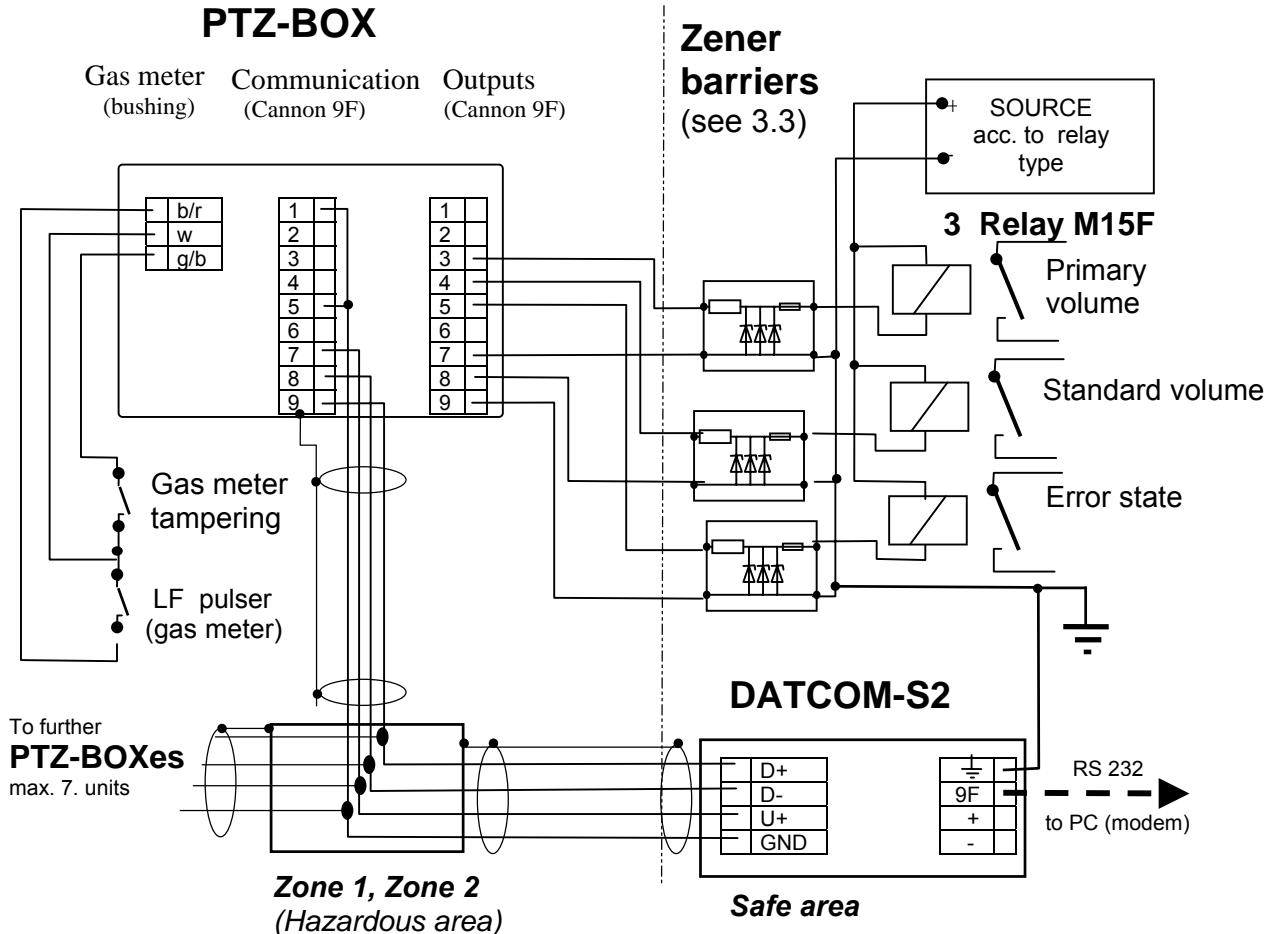 PTZ-BOX
Gas meter
(bushing)
Communication
(Cannon 9F)
Outputs
(Cannon 9F)
Zener
barriers
(see 3.3)
+
-
SOURCE
acc. to relay
type
b/r
w
g/b
1
2
3
4
5
6
7
8
9
1
2
3
4
5
6
7
8
9
3 Relay M15F
Primary
volume
Standard volume
Error state
Gas meter
tampering
LF pulser
(gas meter)
To further
PTZ-BOXes
max. 7. units
DATCOM-S2
D+
D-
U+
GND
9F
+
-
RS 232
to PC (modem)
Zone 1, Zone 2
(Hazardous area)
Safe area